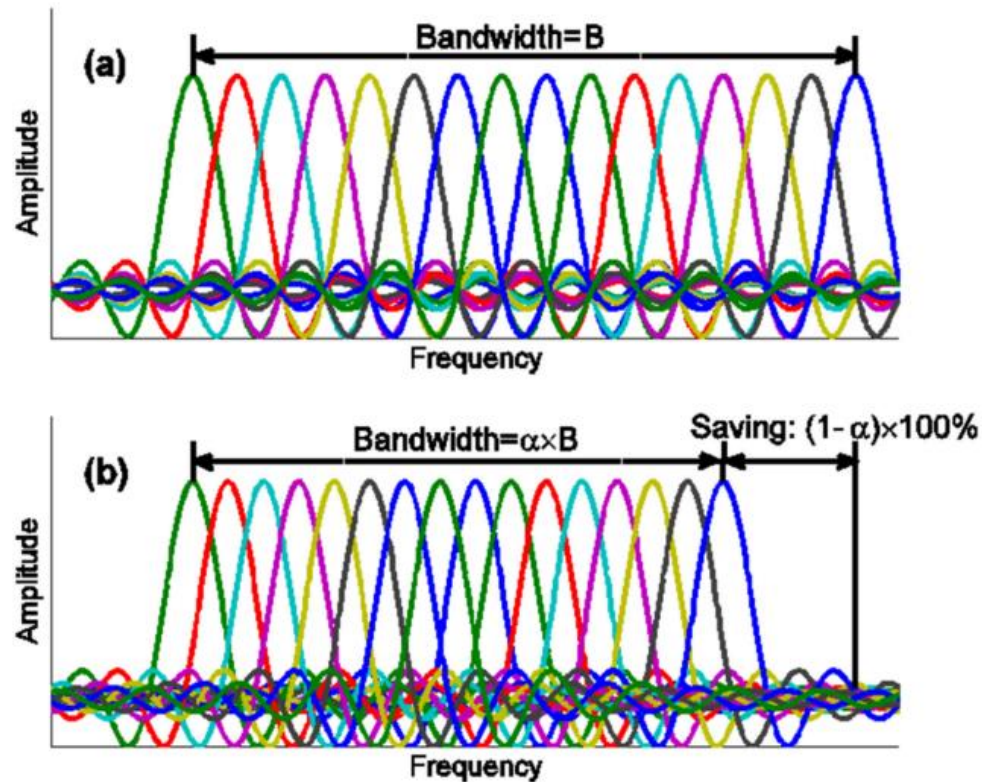 (a)
Bandwidth=B
Amplitude
Frequency
(b)
Bandwidth=α×B
Saving: (1-α)×100%
Amplitude
Frequency